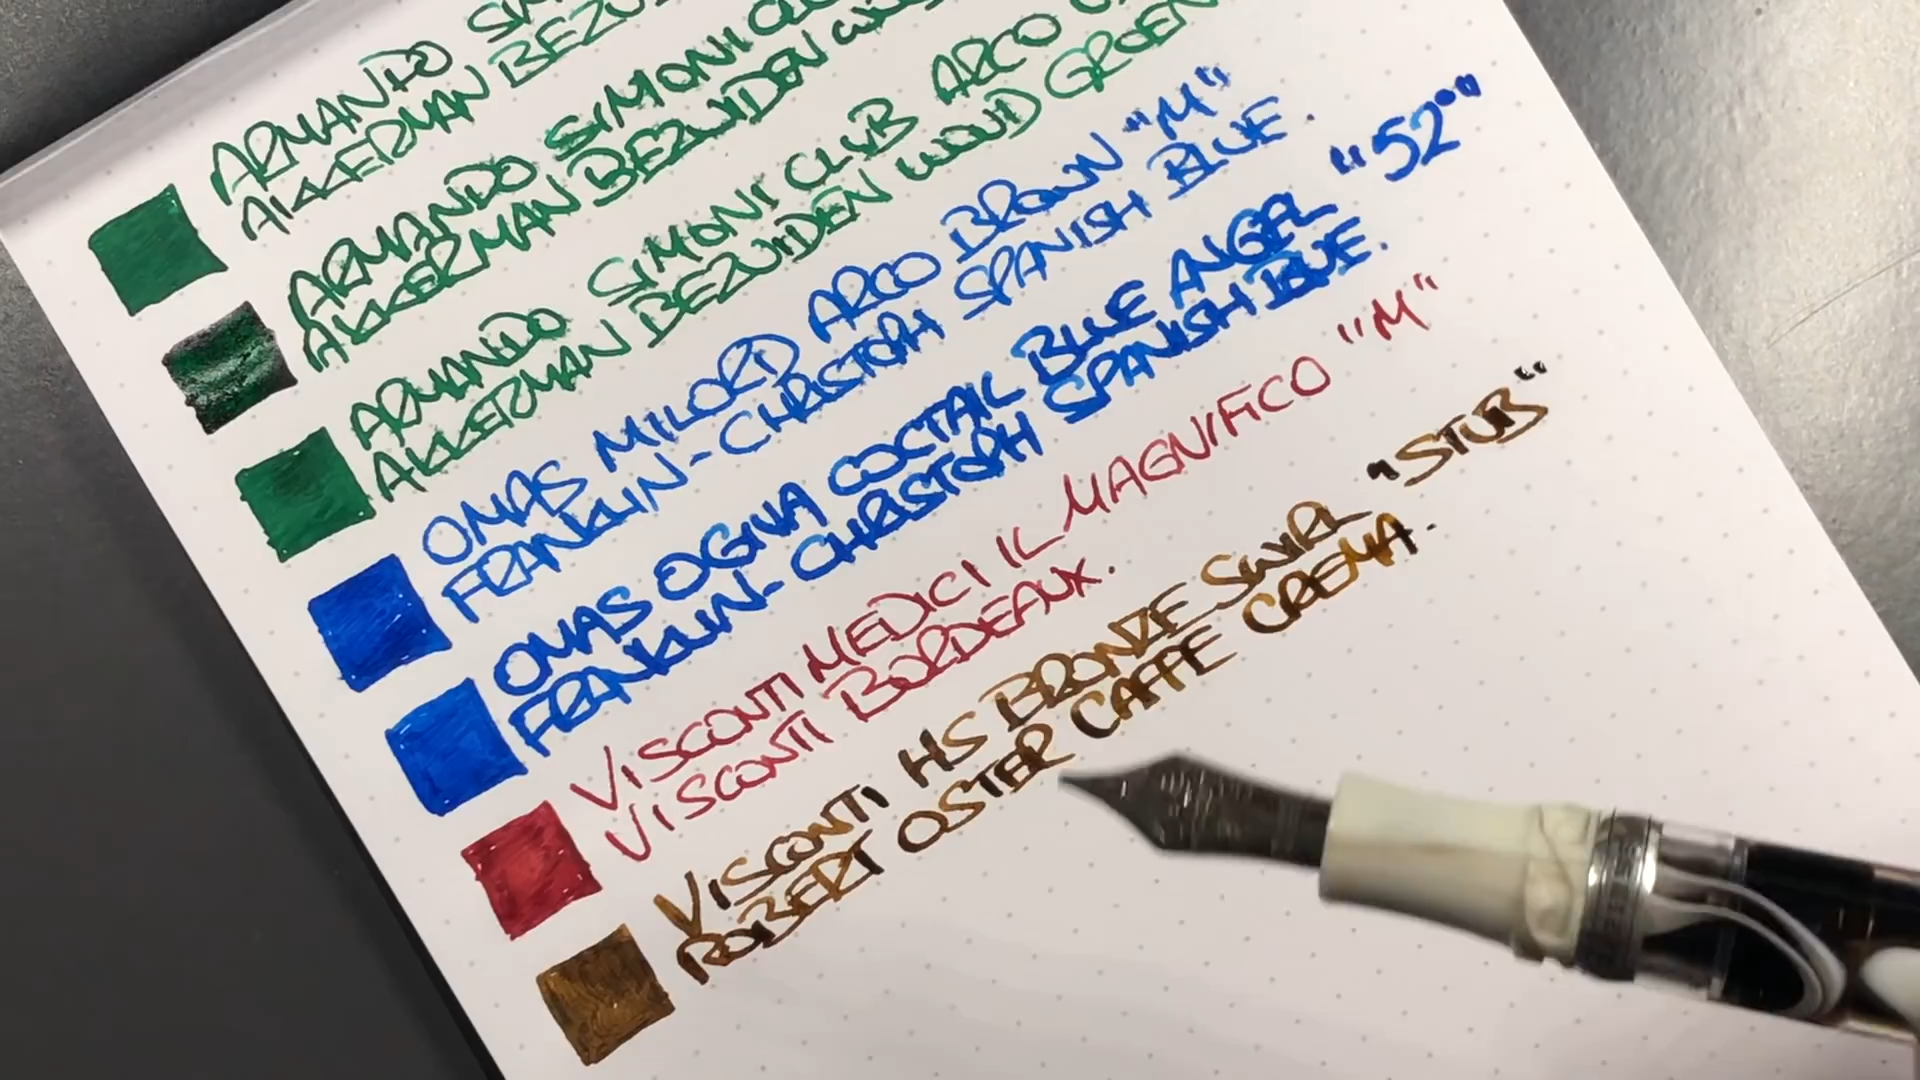 ARMANDO
AKKERMAN
ARMANDO SIMONI
AKKERMAN BEZUIDEN
ARMANDO SIMONI CLUB ARCO
AKKERMAN BEZUIDEN WOUD GROEN
OMAS MILORD ARCO BROWN "M"
FRANKLIN-CHRISTOPH SPANISH BLUE.
OMAS OGIVA COCTAIL BLUE ANGEL "52°"
FRANKLIN-CHRISTOPH SPANISH BLUE.
VISCONTI MEDICI IL MAGNIFICO "M"
VISCONTI BORDEAUX.
VISCONTI HS BRONZE SWIRL "STUB"
ROBERT OSTER CAFFE CREMA.